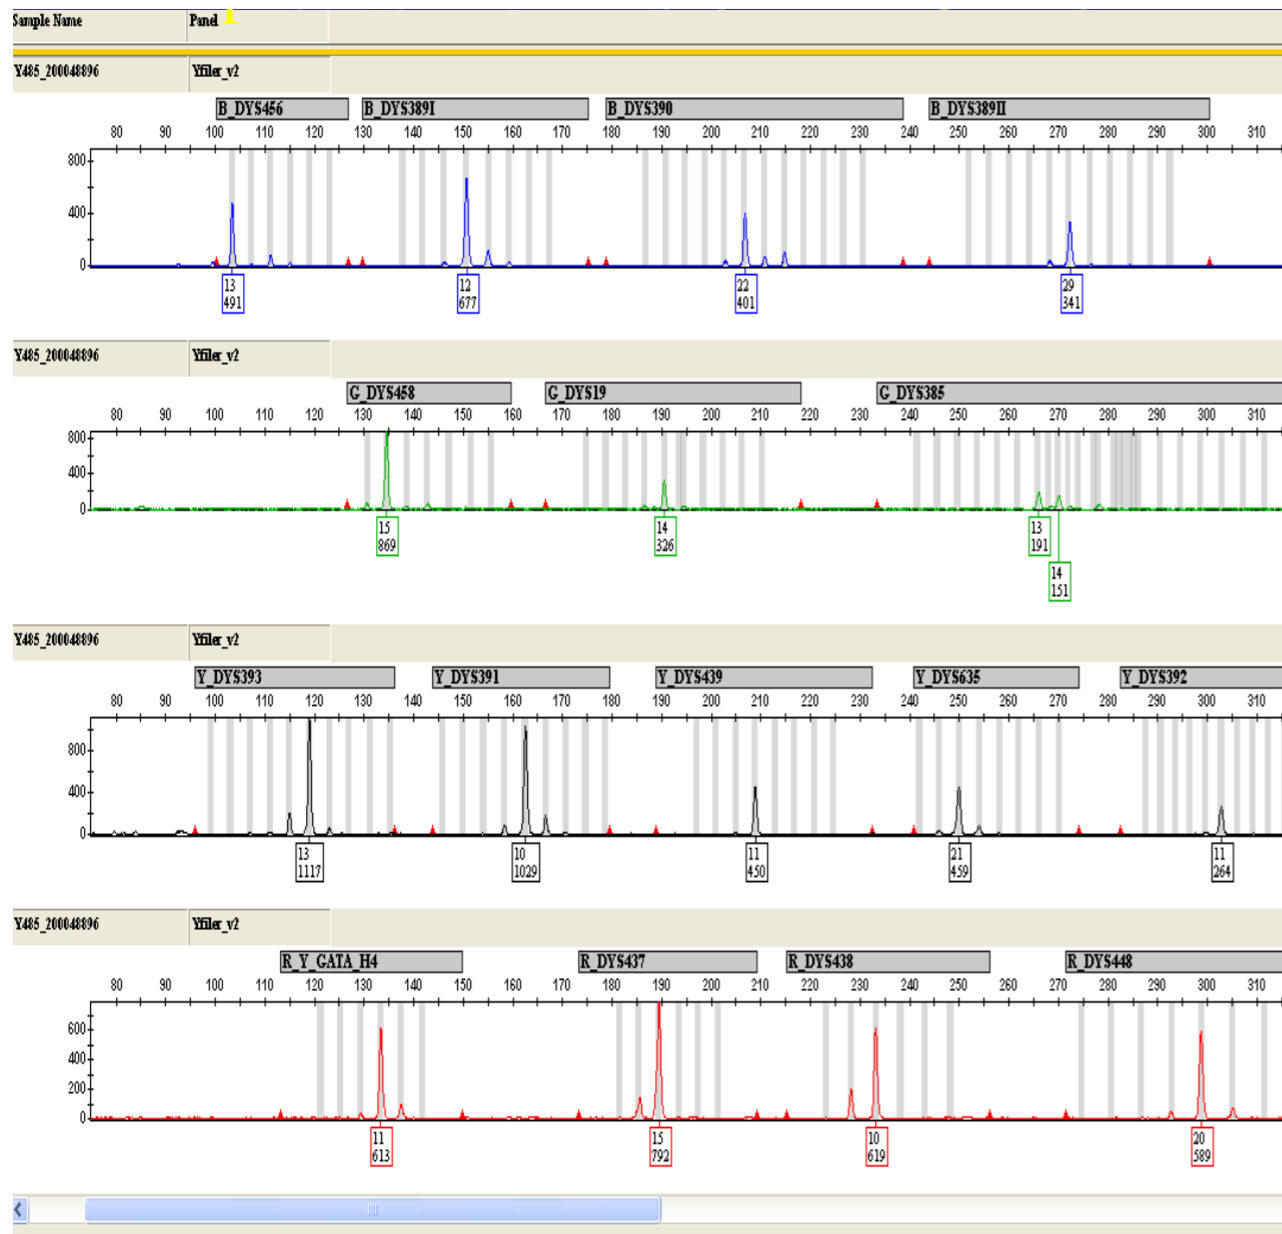 Sample Name Panel
Y485_200048896 Yfiler_v2
B_DYS456 B_DYS389I B_DYS390 B_DYS389II
80 90 100 110 120 130 140 150 160 170 180 190 200 210 220 230 240 250 260 270 280 290 300 310
800
400
0
13 12 22 29
491 677 401 341
Y485_200048896 Yfiler_v2
G_DYS458 G_DYS19 G_DYS385
80 90 100 110 120 130 140 150 160 170 180 190 200 210 220 230 240 250 260 270 280 290 300 310
800
400
0
15 14 13
869 326 191
14
151
Y485_200048896 Yfiler_v2
Y_DYS393 Y_DYS391 Y_DYS439 Y_DYS635 Y_DYS392
80 90 100 110 120 130 140 150 160 170 180 190 200 210 220 230 240 250 260 270 280 290 300 310
800
400
0
13 10 11 21 11
1117 1029 450 459 264
Y485_200048896 Yfiler_v2
R_Y_GATA_H4 R_DYS437 R_DYS438 R_DYS448
80 90 100 110 120 130 140 150 160 170 180 190 200 210 220 230 240 250 260 270 280 290 300 310
600
400
200
0
11 15 10 20
613 792 619 589